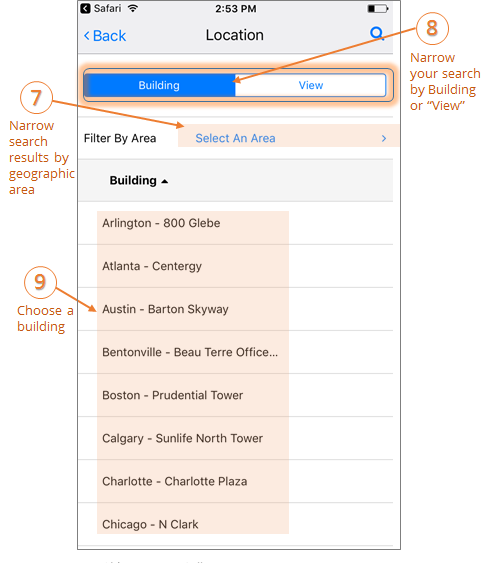 Safari 2:53 PM
Back Location
8
Narrow
your search
by Building
or “View”
Building View
7
Narrow
search
results by
geographic
area
Filter By Area Select An Area
Building
Arlington - 800 Glebe
Atlanta - Centergy
9
Choose a
building
Austin - Barton Skyway
Bentonville - Beau Terre Office...
Boston - Prudential Tower
Calgary - Sunlife North Tower
Charlotte - Charlotte Plaza
Chicago - N Clark